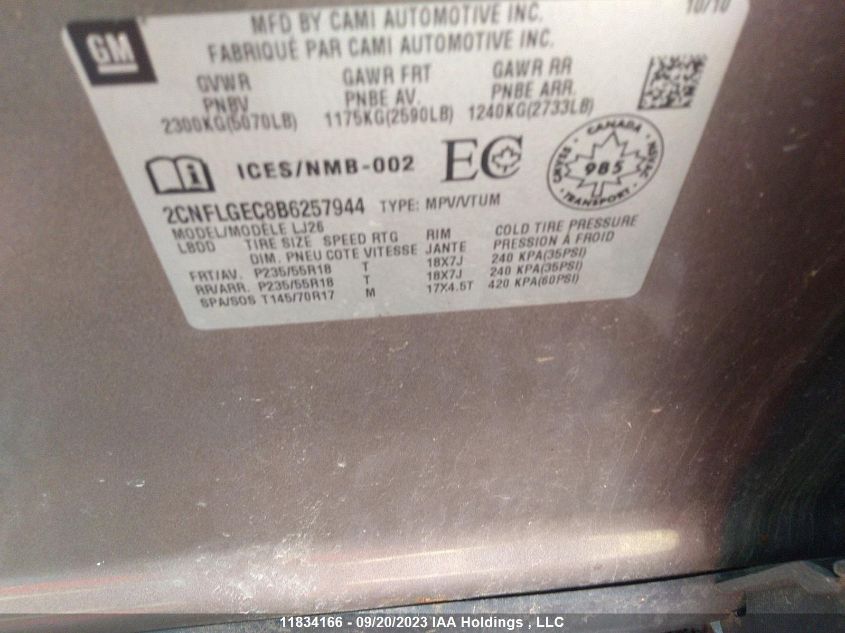 10/10
GM
MFD BY CAMI AUTOMOTIVE INC.
FABRIQUÉ PAR CAMI AUTOMOTIVE INC.
GVWR GAWR FRT GAWR RR
PNBV PNBE AV. PNBE ARR.
2300KG(5070LB) 1175KG(2590LB) 1240KG(2733LB)
ICES/NMB-002 EC
CANADA
985
TRANSPORT
2CNFLGEC8B6257944 TYPE: MPV/VTUM
MODEL/MODÈLE LJ26
LBDD TIRE SIZE SPEED RTG RIM COLD TIRE PRESSURE
DIM. PNEU COTE VITESSE JANTE PRESSION À FROID
FRT/AV. P235/55R18 T 18X7J 240 KPA(35PSI)
RR/ARR. P235/55R18 T 18X7J 240 KPA(35PSI)
SPA/SOS T145/70R17 M 17X4.5T 420 KPA(60PSI)
11834166 - 09/20/2023 IAA Holdings , LLC